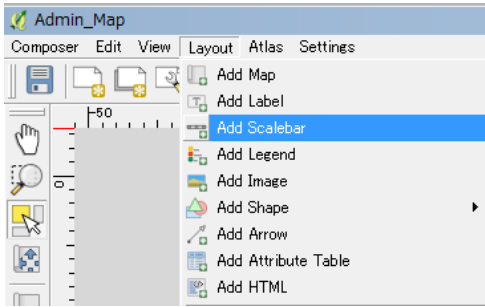 Admin_Map
Composer Edit View Layout Atlas Settings
Add Map
-50
Add Label
Add Scalebar
Add Legend
0
Add Image
Add Shape
Add Arrow
Add Attribute Table
Add HTML